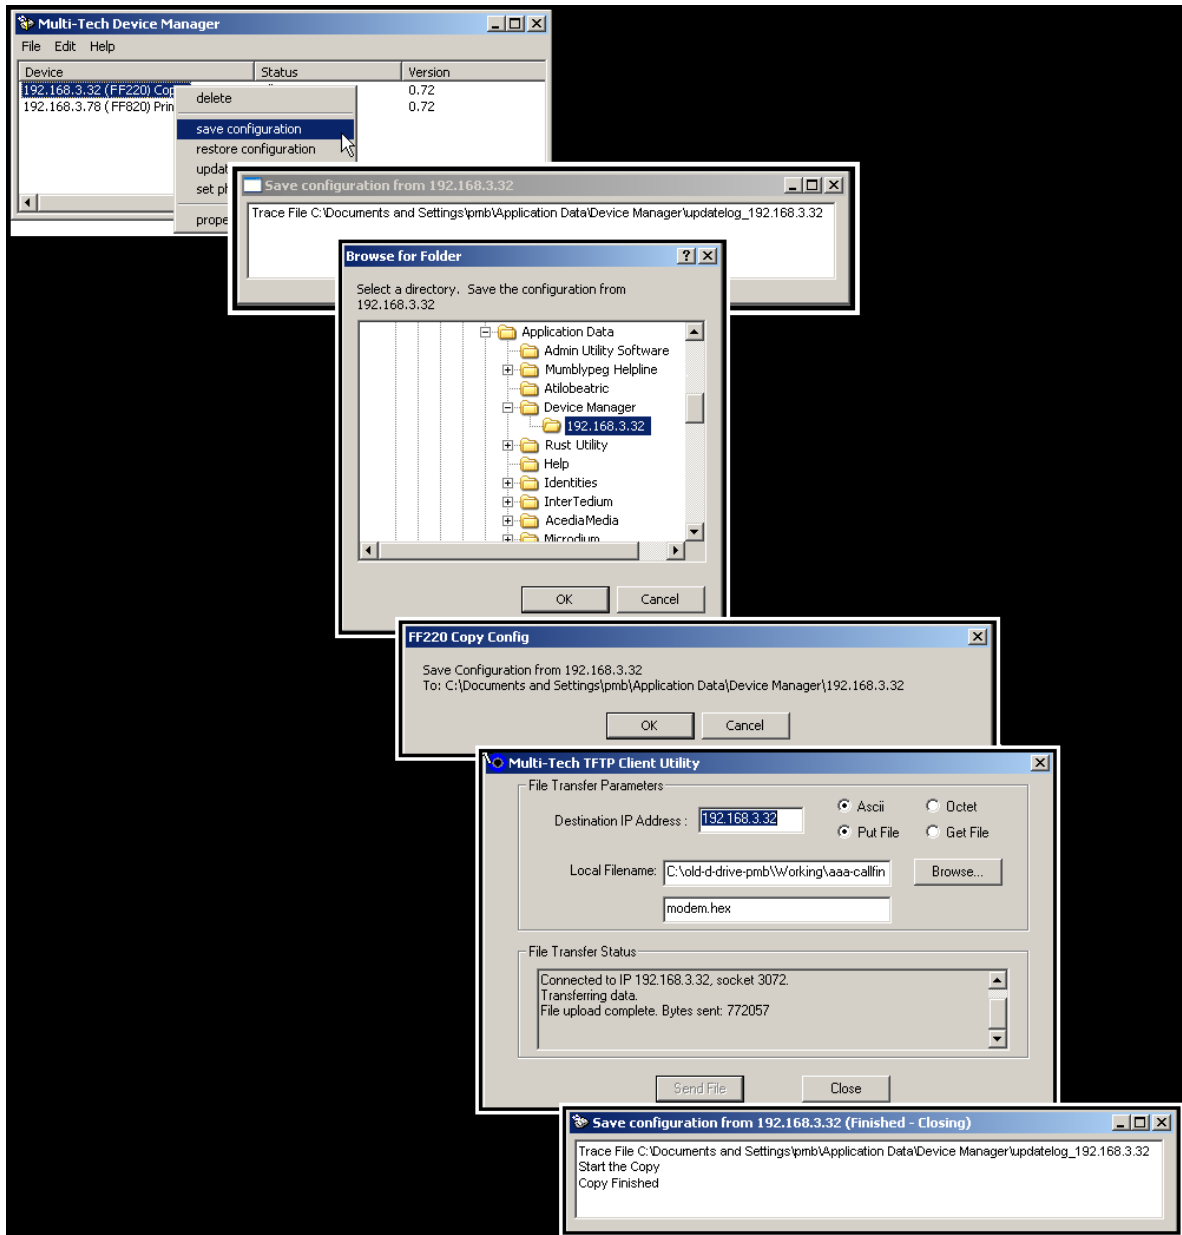 Multi-Tech Device Manager
File Edit Help
Device Status Version
192.168.3.32 (FF220) Cop 0.72
192.168.3.78 (FF820) Prin 0.72
delete
save configuration
restore configuration
updat
set ph
prope
Save configuration from 192.168.3.32
Trace File C:\Documents and Settings\pmb\Application Data\Device Manager\updatelog_192.168.3.32
Browse for Folder
Select a directory. Save the configuration from
192.168.3.32
Application Data
Admin Utility Software
Mumblypeg Helpline
Atilobeatric
Device Manager
192.168.3.32
Rust Utility
Help
Identities
InterTedium
AcediaMedia
Microdium
OK Cancel
FF220 Copy Config
Save Configuration from 192.168.3.32
To: C:\Documents and Settings\pmb\Application Data\Device Manager\192.168.3.32
OK Cancel
Multi-Tech TFTP Client Utility
File Transfer Parameters
Destination IP Address : 192.168.3.32 Ascii Octet
Put File Get File
Local Filename: C:\old-d-drive-pmb\Working\aaa-callfin Browse...
modem.hex
File Transfer Status
Connected to IP 192.168.3.32, socket 3072.
Transferring data.
File upload complete. Bytes sent: 772057
Send File Close
Save configuration from 192.168.3.32 (Finished - Closing)
Trace File C:\Documents and Settings\pmb\Application Data\Device Manager\updatelog_192.168.3.32
Start the Copy
Copy Finished